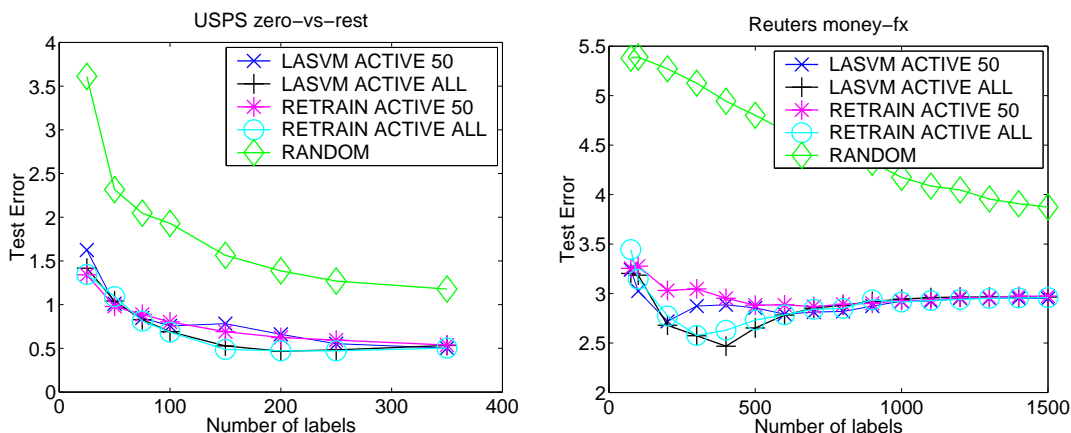 USPS zero−vs−rest
4
3.5
3
2.5
2
1.5
1
0.5
0
0
100
200
300
400
Test Error
Number of labels
LASVM ACTIVE 50
LASVM ACTIVE ALL
RETRAIN ACTIVE 50
RETRAIN ACTIVE ALL
RANDOM
Reuters money−fx
5.5
5
4.5
4
3.5
3
2.5
2
0
500
1000
1500
Test Error
Number of labels
LASVM ACTIVE 50
LASVM ACTIVE ALL
RETRAIN ACTIVE 50
RETRAIN ACTIVE ALL
RANDOM